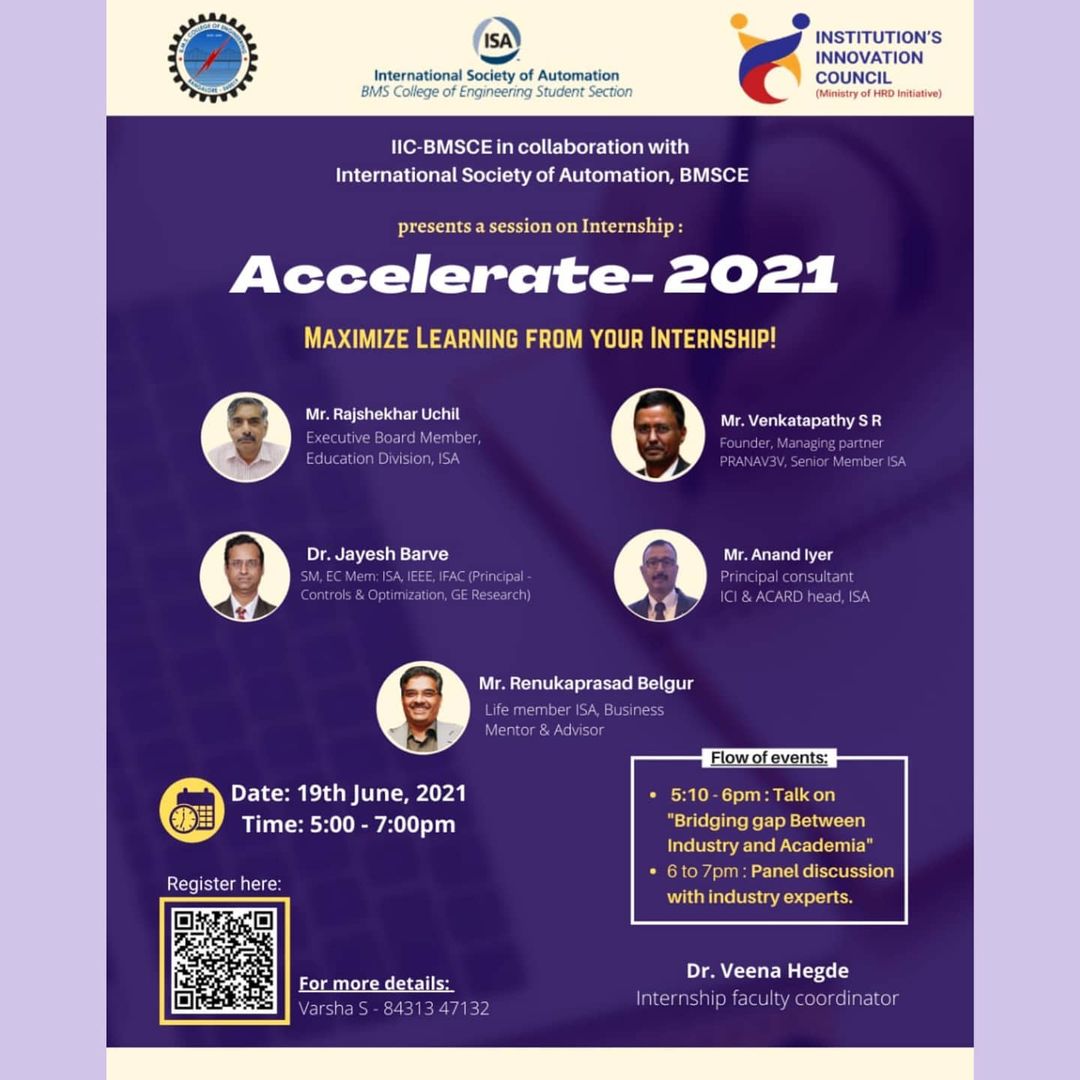 B.M.S. COLLEGE OF ENGINEERING
ISA
International Society of Automation
BMS College of Engineering Student Section
INSTITUTION'S
INNOVATION
COUNCIL
(Ministry of HRD Initiative)
IIC-BMSCE in collaboration with
International Society of Automation, BMSCE
presents a session on Internship :
Accelerate- 2021
MAXIMIZE LEARNING FROM YOUR INTERNSHIP!
Mr. Rajshekhar Uchil
Executive Board Member,
Education Division, ISA
Mr. Venkatapathy S R
Founder, Managing partner
PRANAV3V, Senior Member ISA
Dr. Jayesh Barve
SM, EC Mem: ISA, IEEE, IFAC (Principal -
Controls & Optimization, GE Research)
Mr. Anand Iyer
Principal consultant
ICI & ACARD head, ISA
Mr. Renukaprasad Belgur
Life member ISA, Business
Mentor & Advisor
Date: 19th June, 2021
Time: 5:00 - 7:00pm
Flow of events:
• 5:10 - 6pm : Talk on
"Bridging gap Between
Industry and Academia"
• 6 to 7pm : Panel discussion
with industry experts.
Register here:
For more details:
Varsha S - 84313 47132
Dr. Veena Hegde
Internship faculty coordinator